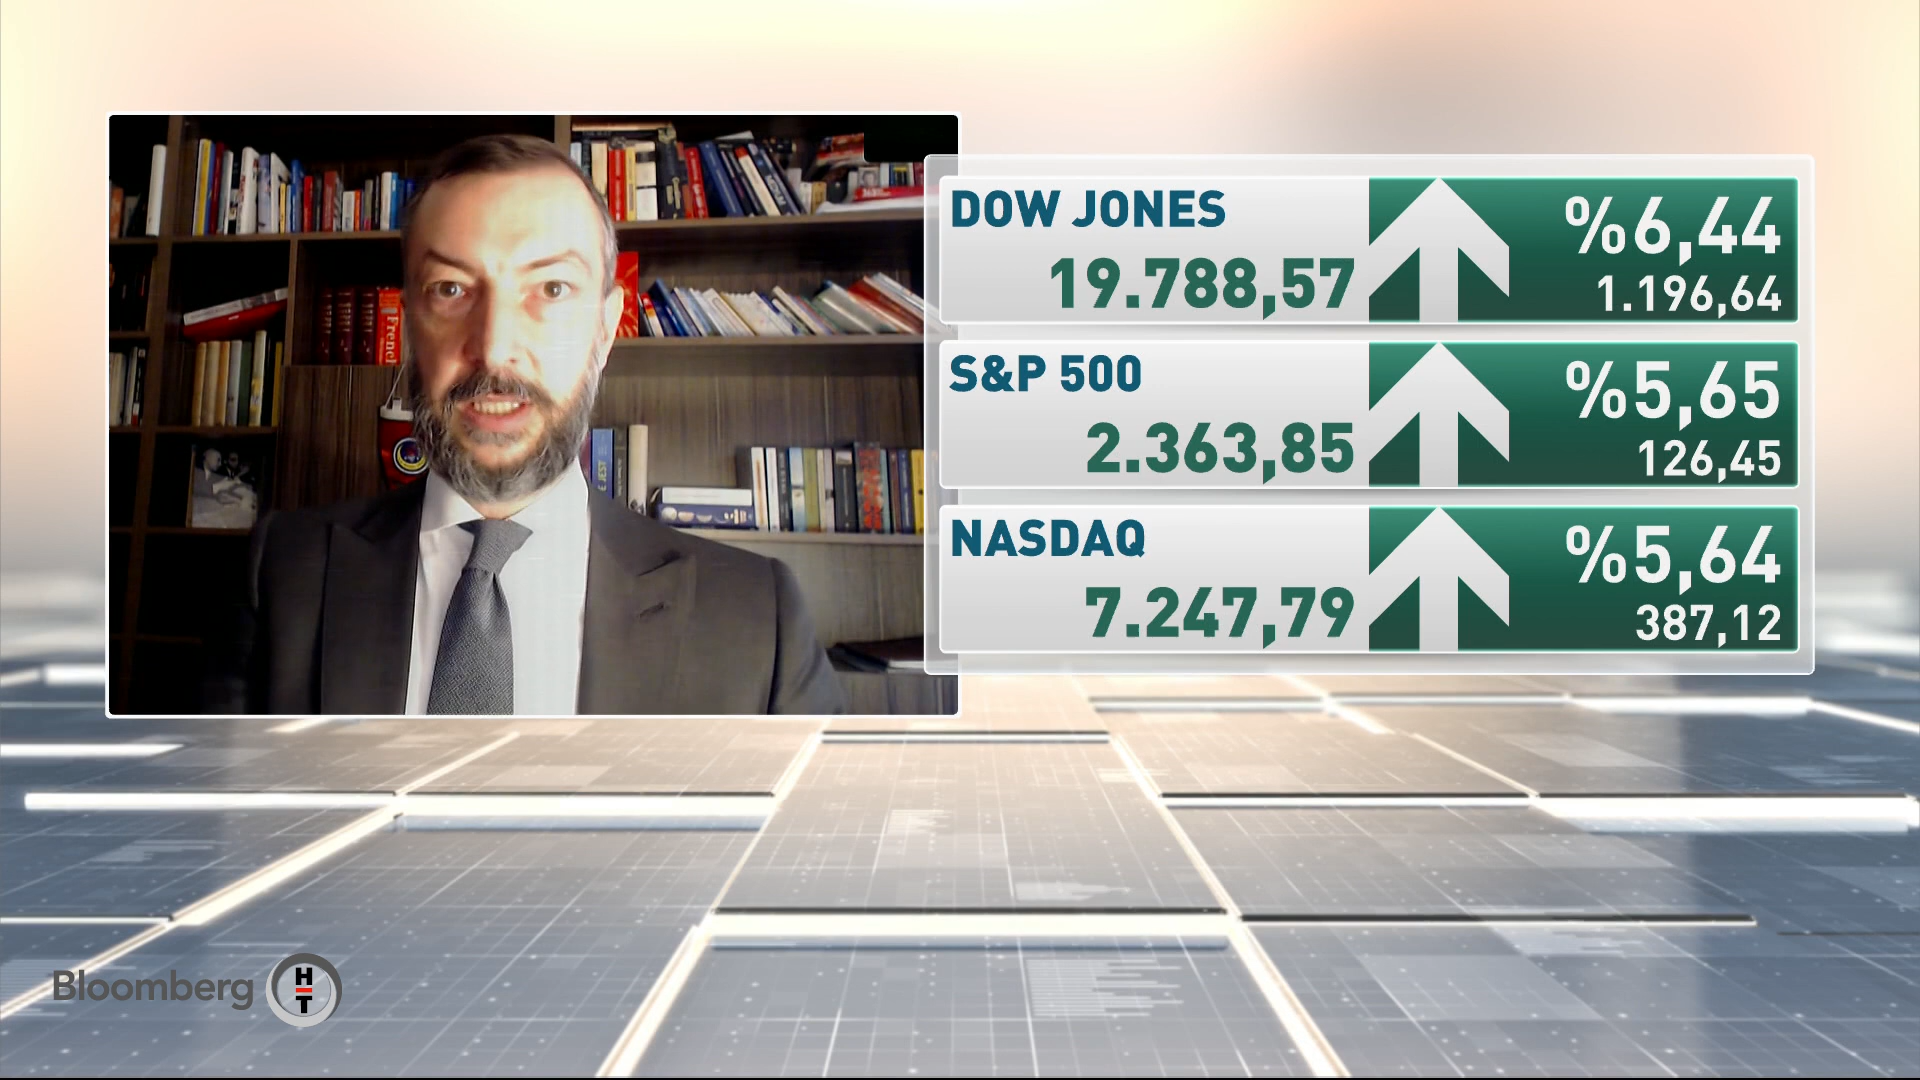 DOW JONES
19.788,57
%6,44
1.196,64
S&P 500
2.363,85
%5,65
126,45
NASDAQ
7.247,79
%5,64
387,12
French
Bloomberg HT